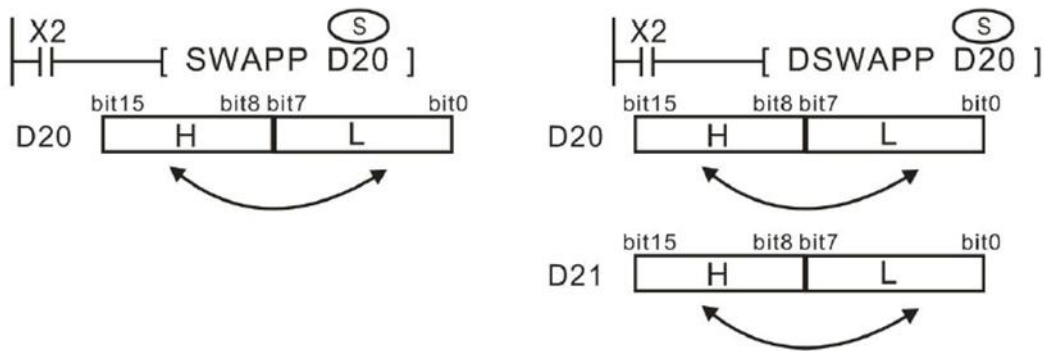 S S
X2 X2
[ SWAPP D20 ] [ DSWAPP D20 ]
bit15 bit8 bit7 bit0 bit15 bit8 bit7 bit0
D20 H L D20 H L
bit15 bit8 bit7 bit0
D21 H L